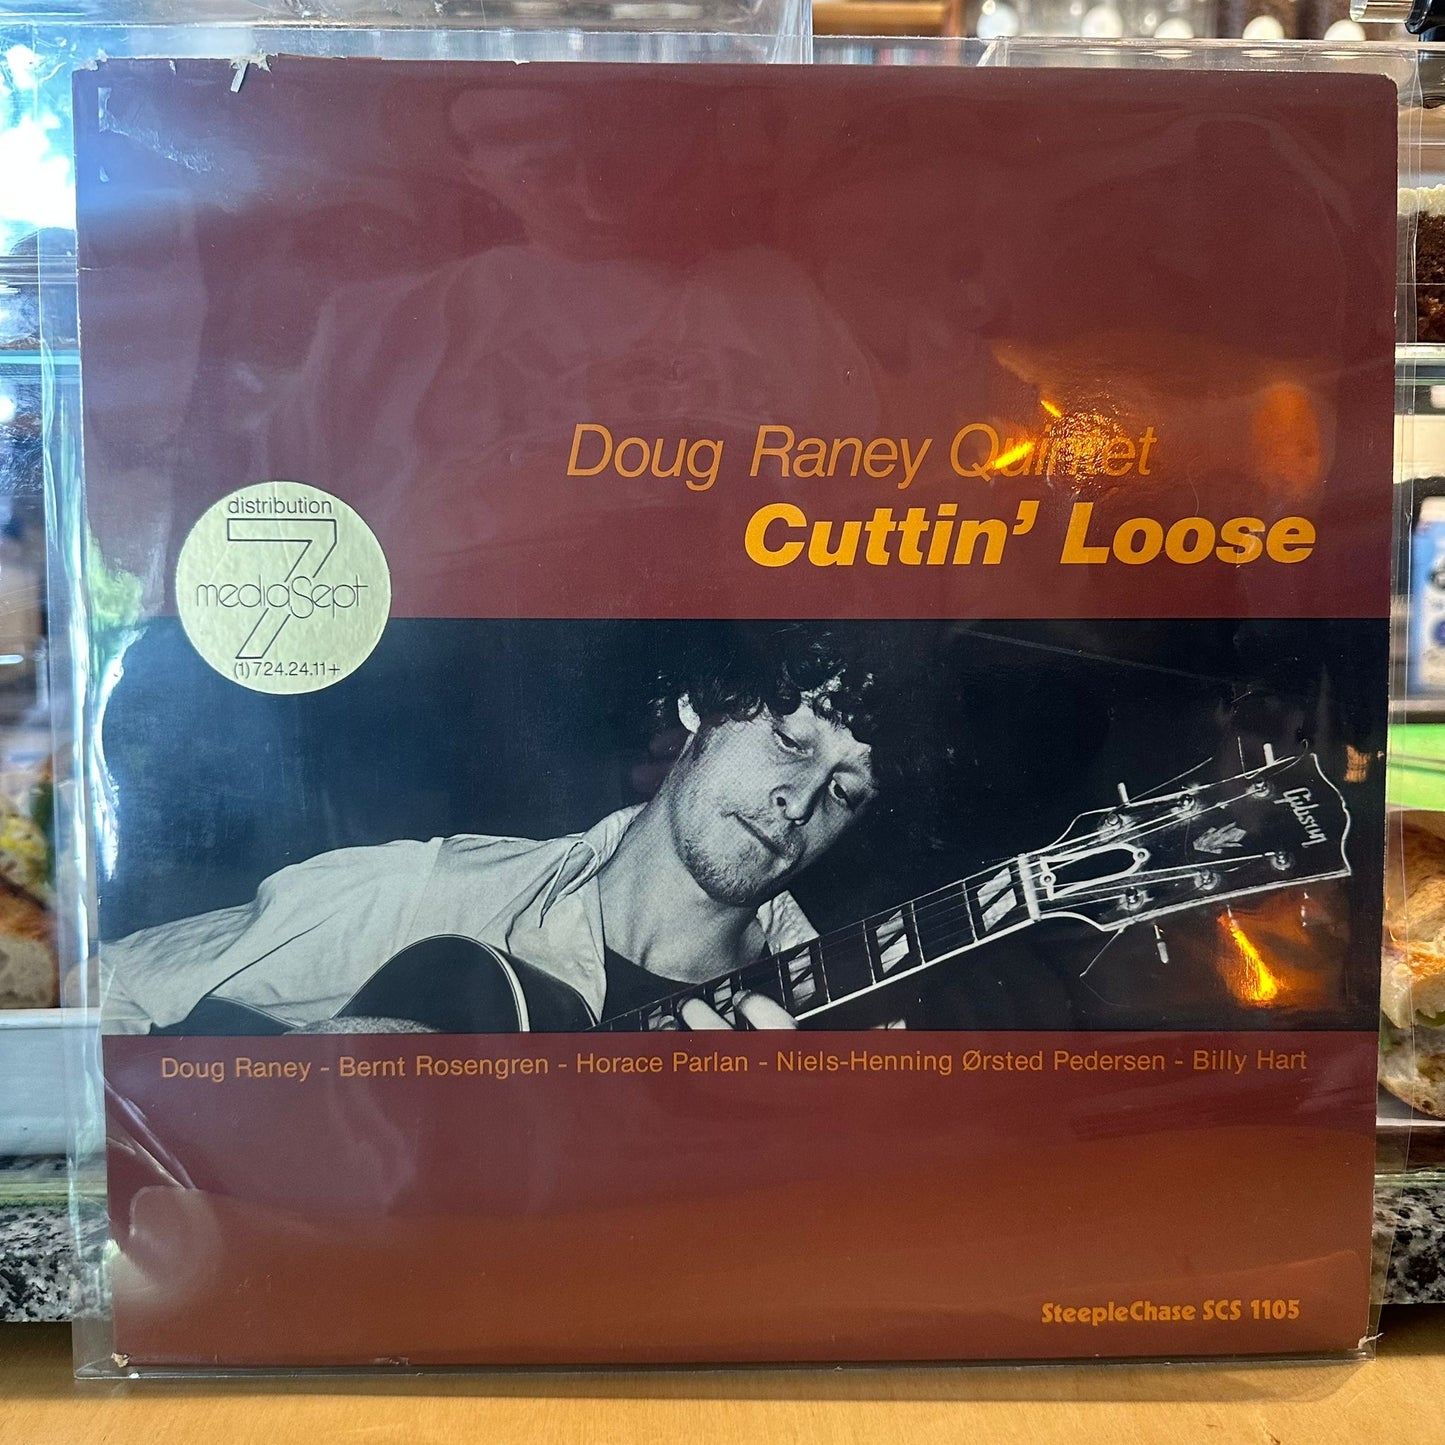 Doug Raney Quintet
Cuttin' Loose
distribution
7
mediaSept
(1)724.24.11+
Gibson
Doug Raney - Bernt Rosengren - Horace Parlan - Niels-Henning Ørsted Pedersen - Billy Hart
SteepleChase SCS 1105